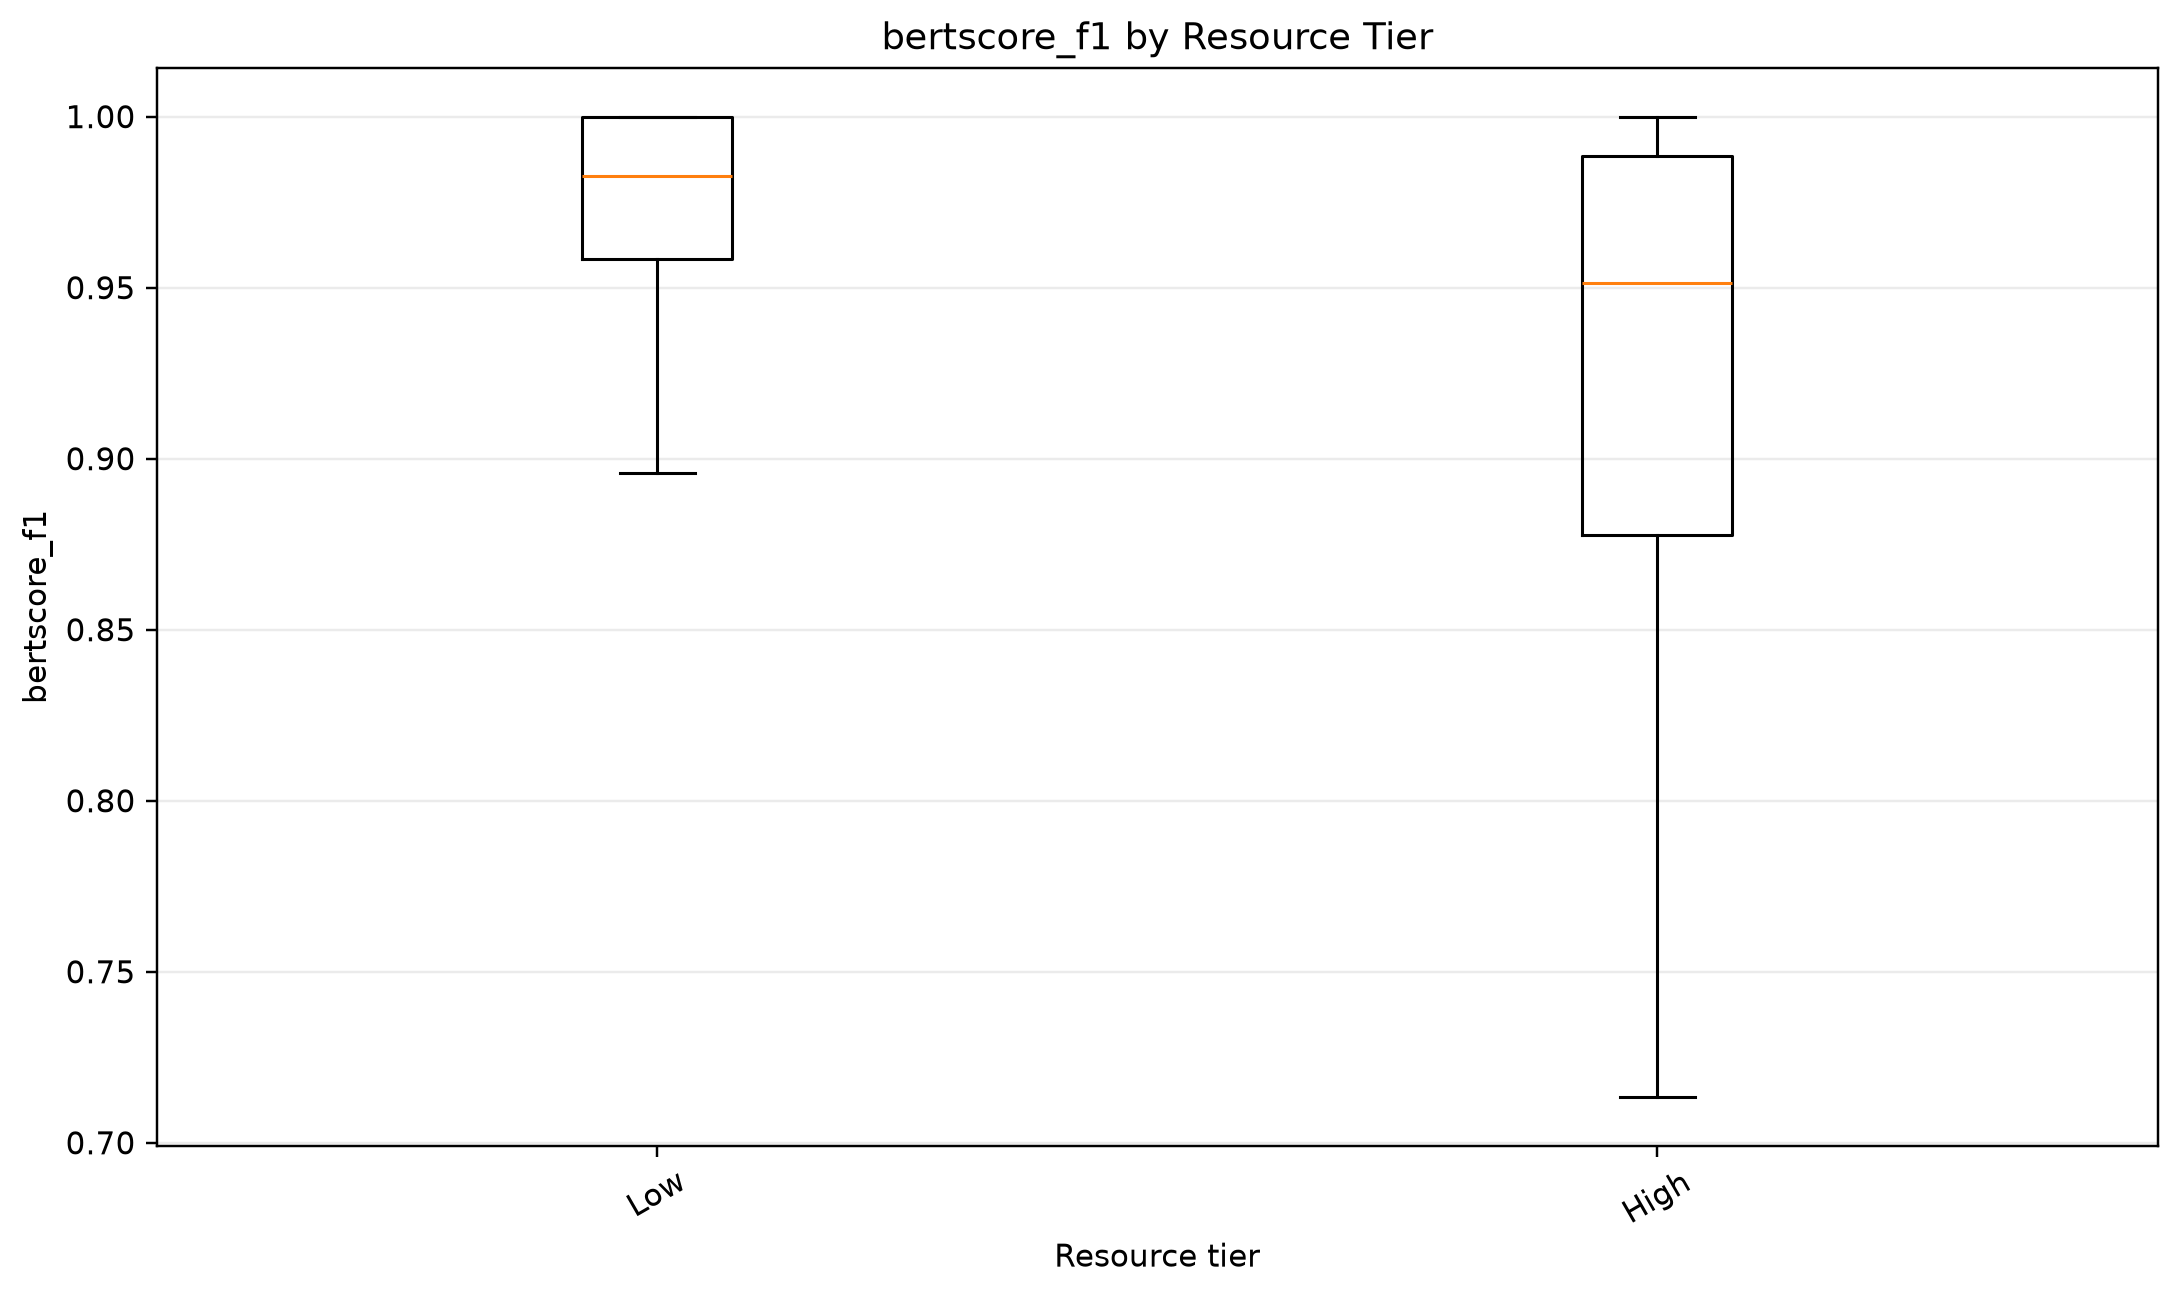 bertscore_f1 by Resource Tier
1.00
0.95
0.90
0.85
0.80
0.75
0.70
bertscore_f1
Low
High
Resource tier